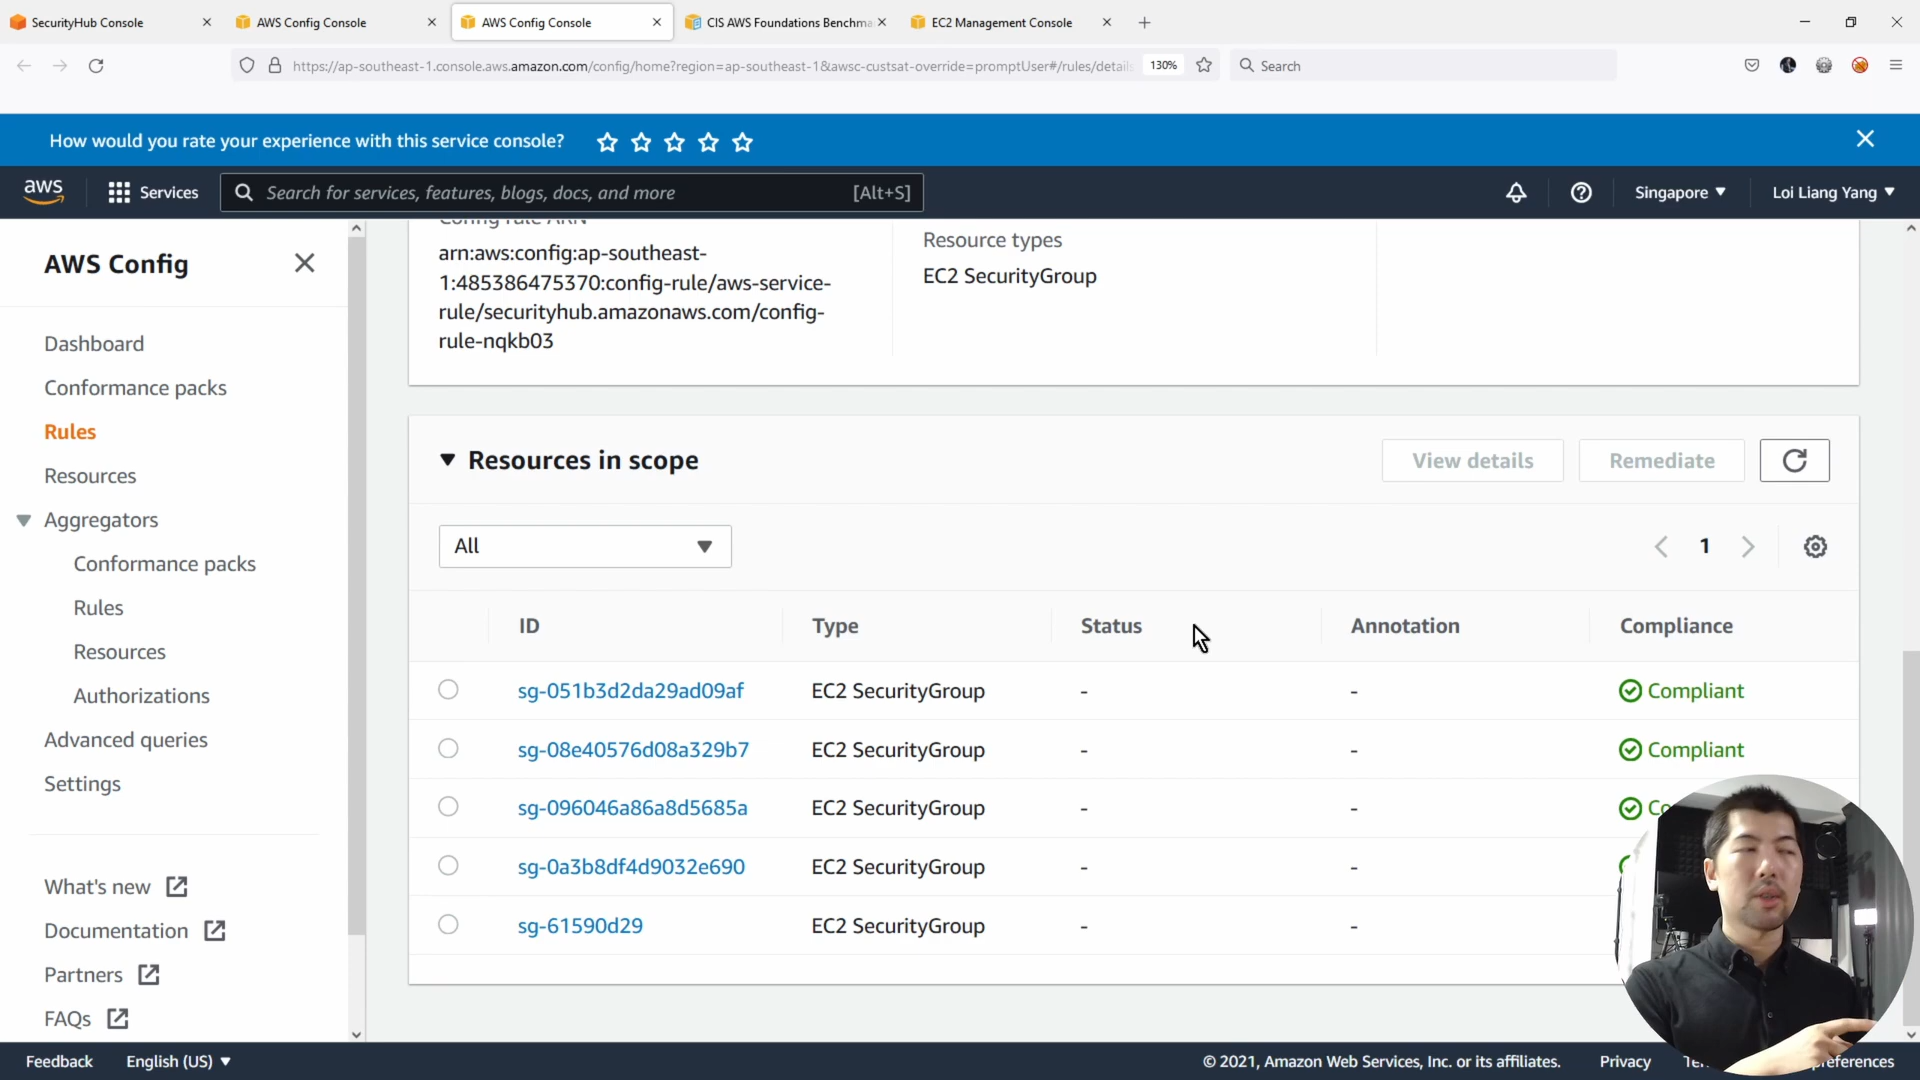 SecurityHub Console
AWS Config Console
AWS Config Console
CIS AWS Foundations Benchma
EC2 Management Console
https://ap-southeast-1.console.aws.amazon.com/config/home?region=ap-southeast-1&awsc-custsat-override=promptUser#/rules/details
130%
Search
How would you rate your experience with this service console?
aws
Services
Search for services, features, blogs, docs, and more
[Alt+S]
Singapore
Loi Liang Yang
AWS Config
Dashboard
Conformance packs
Rules
Resources
Aggregators
Conformance packs
Rules
Resources
Authorizations
Advanced queries
Settings
What's new
Documentation
Partners
FAQs
Config rule ARN
arn:aws:config:ap-southeast-
1:485386475370:config-rule/aws-service-
rule/securityhub.amazonaws.com/config-
rule-nqkb03
Resource types
EC2 SecurityGroup
Resources in scope
View details
Remediate
All
1
ID Type Status Annotation Compliance
sg-051b3d2da29ad09af EC2 SecurityGroup - - Compliant
sg-08e40576d08a329b7 EC2 SecurityGroup - - Compliant
sg-096046a86a8d5685a EC2 SecurityGroup - - Co
sg-0a3b8df4d9032e690 EC2 SecurityGroup - -
sg-61590d29 EC2 SecurityGroup - -
Feedback
English (US)
© 2021, Amazon Web Services, Inc. or its affiliates.
Privacy
Te
references